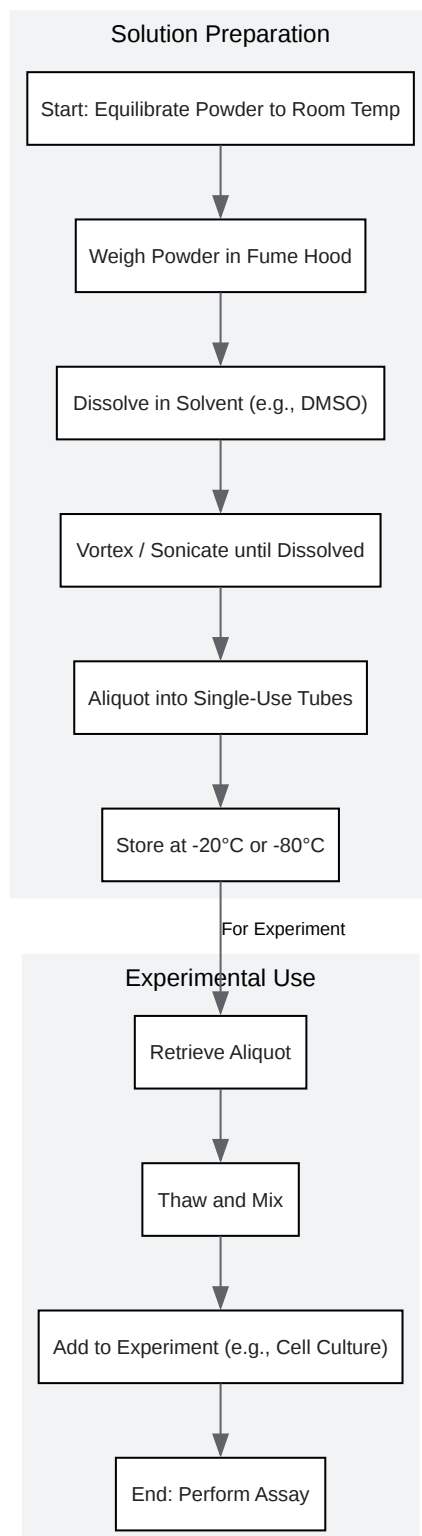 Solution Preparation
Start: Equilibrate Powder to Room Temp
Weigh Powder in Fume Hood
Dissolve in Solvent (e.g., DMSO)
Vortex / Sonicate until Dissolved
Aliquot into Single-Use Tubes
Store at -20°C or -80°C
For Experiment
Experimental Use
Retrieve Aliquot
Thaw and Mix
Add to Experiment (e.g., Cell Culture)
End: Perform Assay